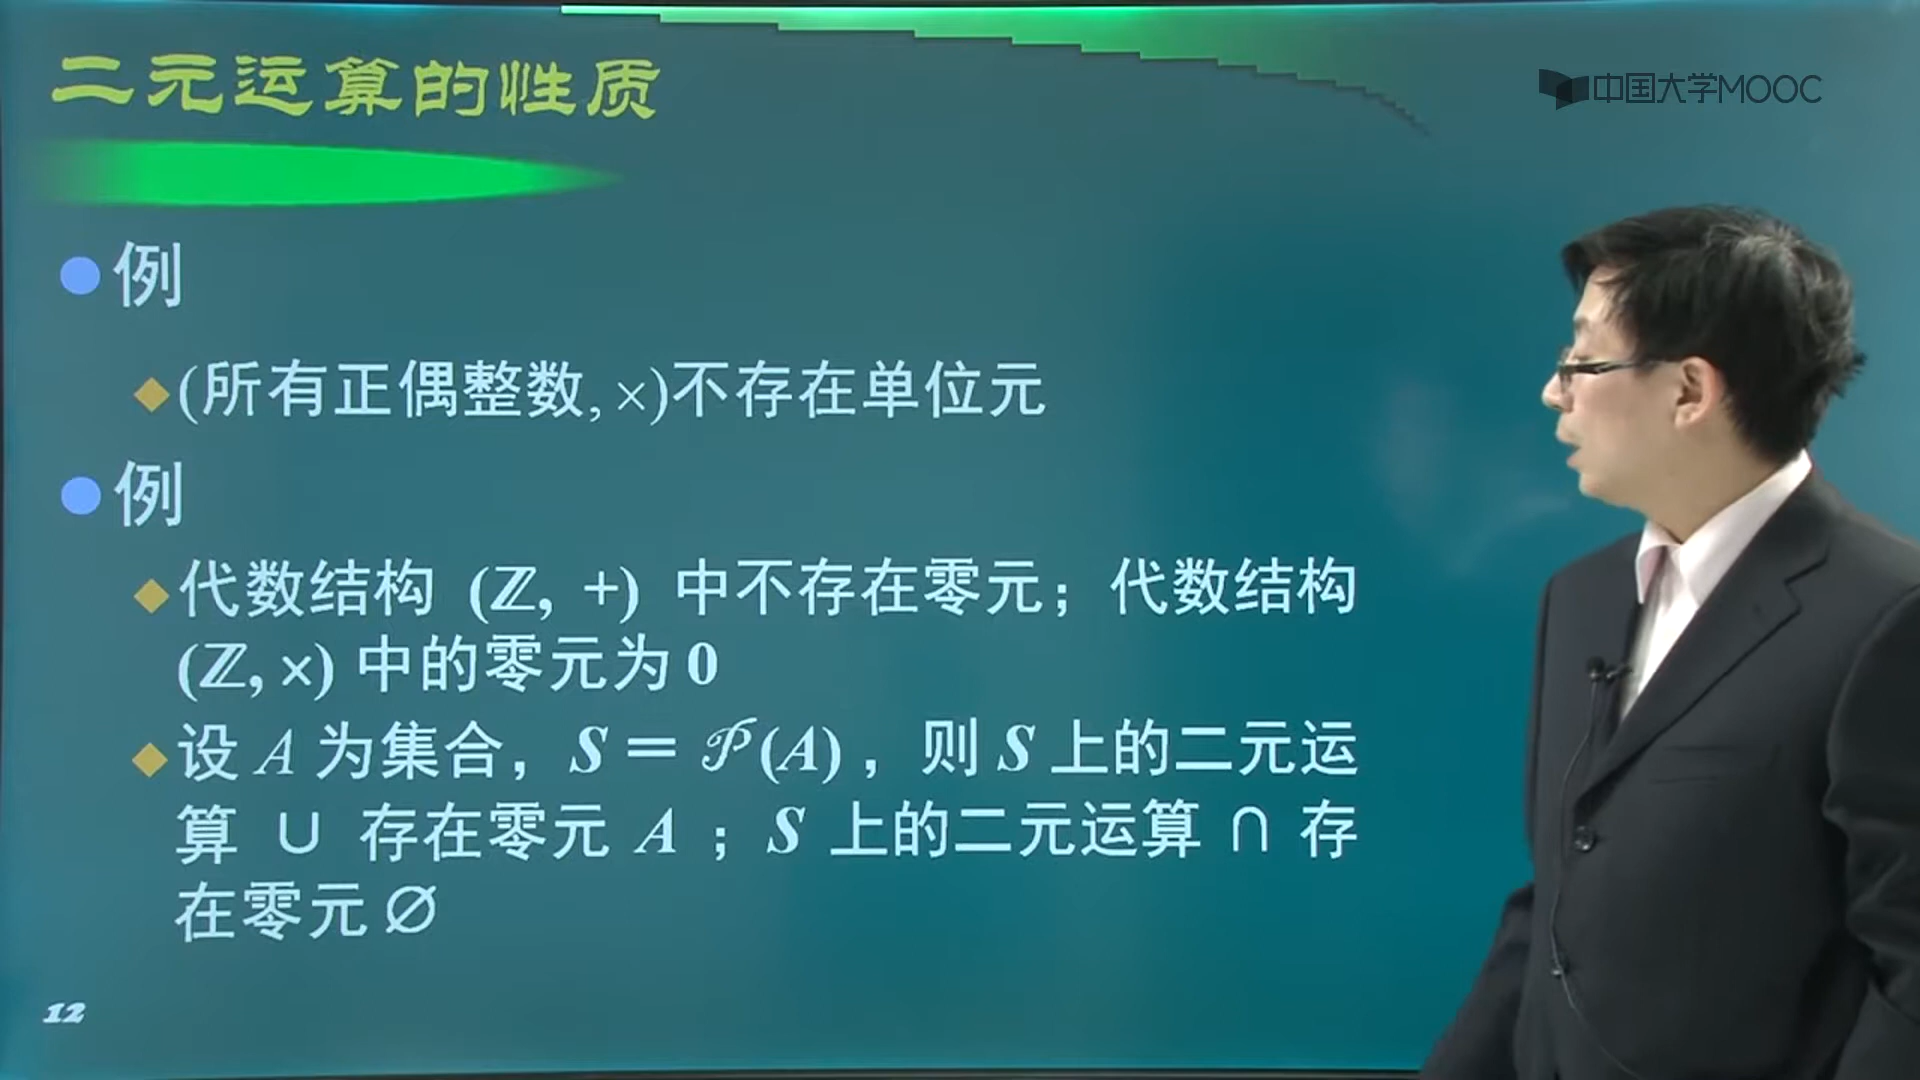 二元运算的性质
中国大学MOOC
例
(所有正偶整数, ×)不存在单位元
例
代数结构 (ℤ, +) 中不存在零元；代数结构
(ℤ, ×) 中的零元为 0
设 A 为集合，S = 𝒫(A)，则 S 上的二元运
算 ∪ 存在零元 A ；S 上的二元运算 ∩ 存
在零元 ∅
12